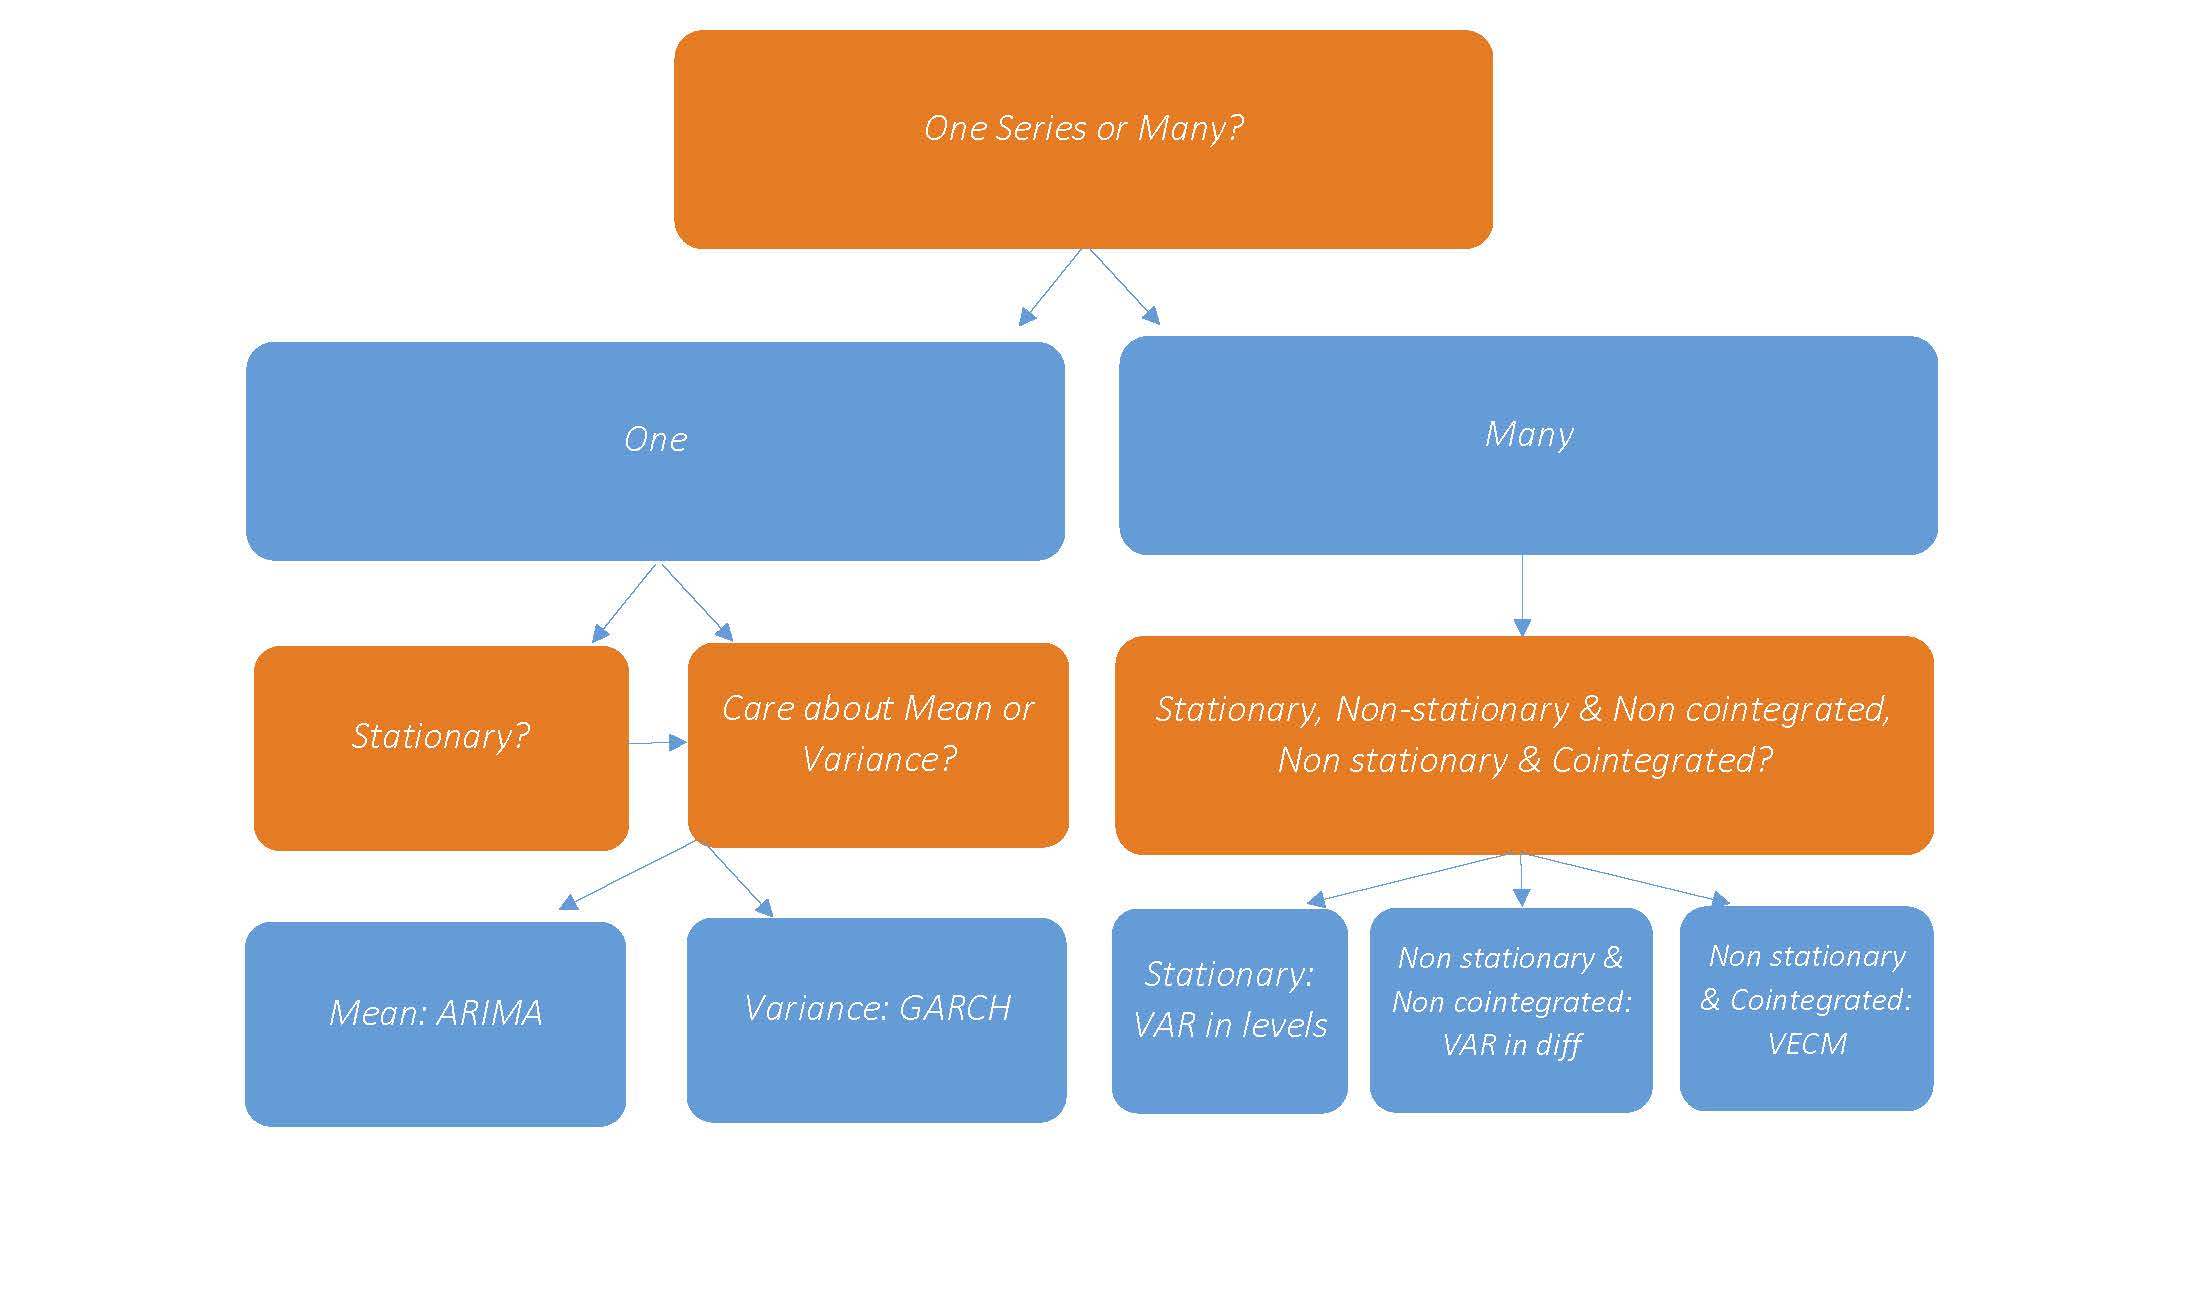 One Series or Many?
One
Many
Stationary?
Care about Mean or
Variance?
Stationary, Non-stationary & Non cointegrated,
Non stationary & Cointegrated?
Mean: ARIMA
Variance: GARCH
Stationary:
VAR in levels
Non stationary &
Non cointegrated:
VAR in diff
Non stationary
& Cointegrated:
VECM